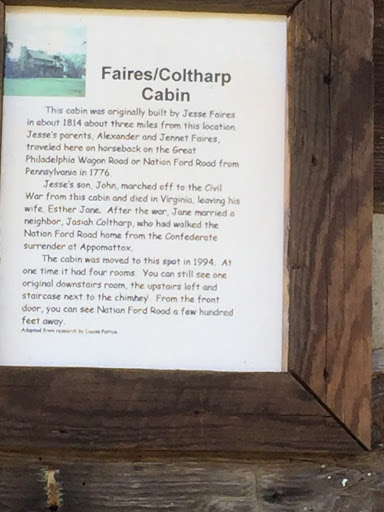 Faires/Coltharp
Cabin
This cabin was originally built by Jesse Faires
in about 1814 about three miles from this location.
Jesse's parents, Alexander and Jennet Faires,
traveled here on horseback on the Great
Philadelphia Wagon Road or Nation Ford Road from
Pennsylvania in 1776.
Jesse's son, John, marched off to the Civil
War from this cabin and died in Virginia, leaving his
wife, Esther Jane. After the war, Jane married a
neighbor, Josiah Coltharp, who had walked the
Nation Ford Road home from the Confederate
surrender at Appomattox.
The cabin was moved to this spot in 1994. At
one time it had four rooms. You can still see one
original downstairs room, the upstairs loft and
staircase next to the chimney. From the front
door, you can see Nation Ford Road a few hundred
feet away.
Adapted from research by Louise Pettus